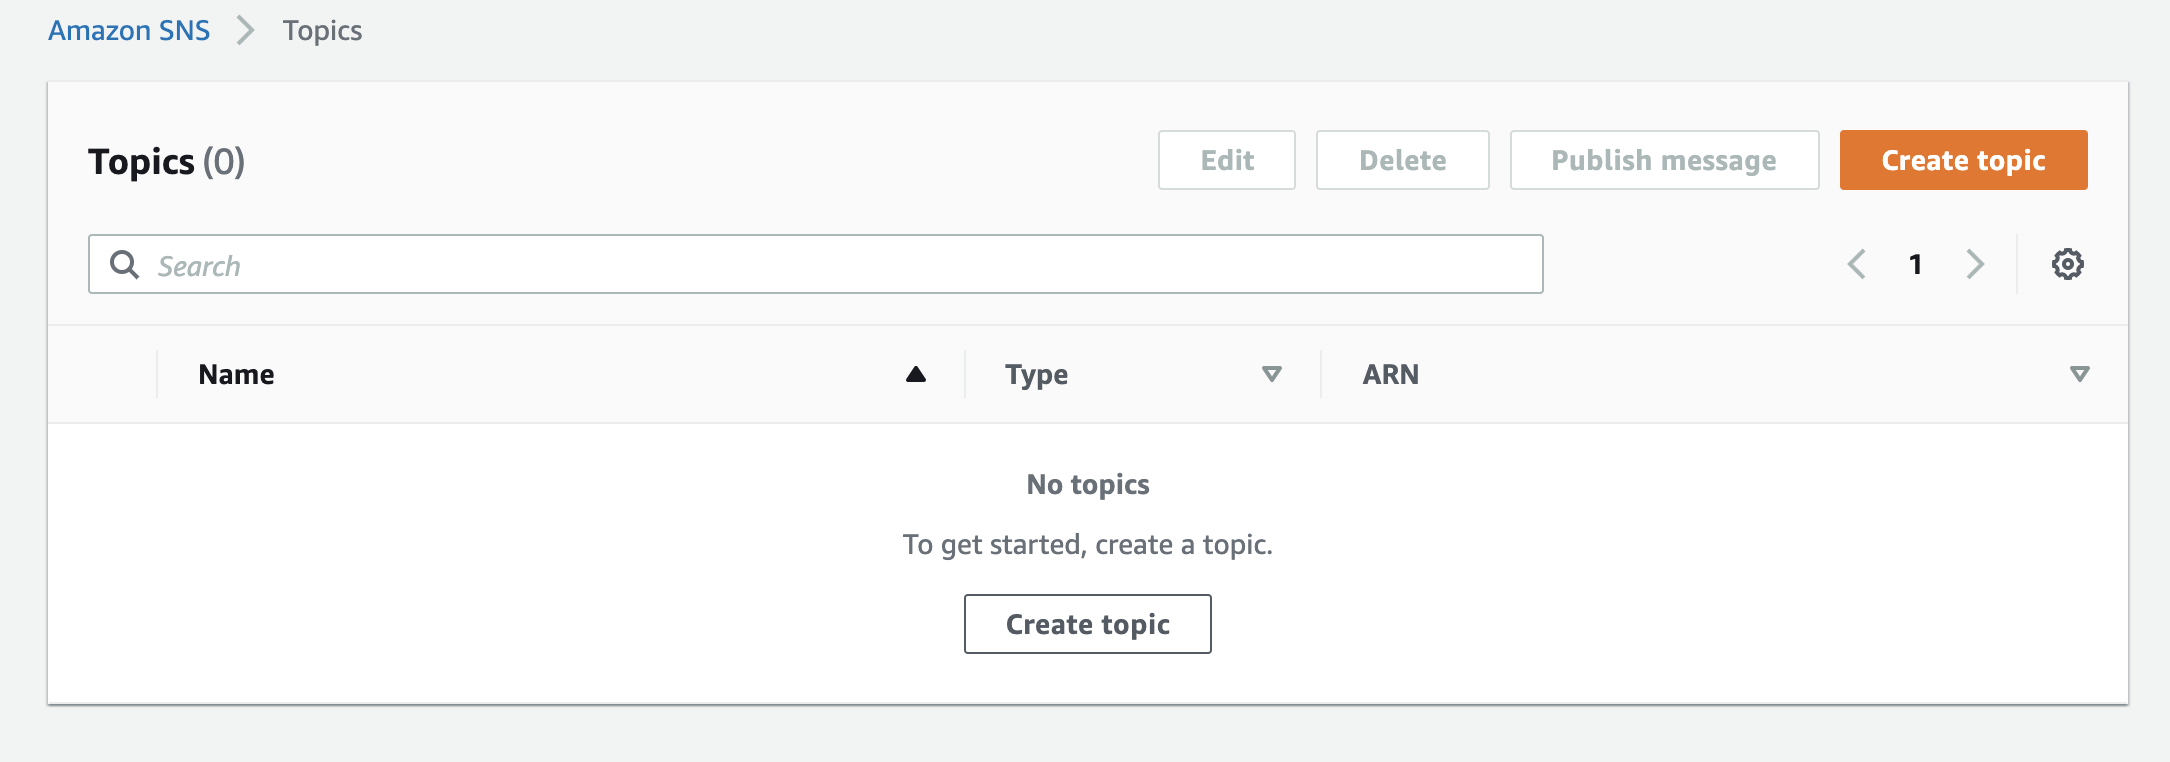 Amazon SNS Topics
Topics (0)
Edit Delete Publish message Create topic
Search
1
Name Type ARN
No topics
To get started, create a topic.
Create topic